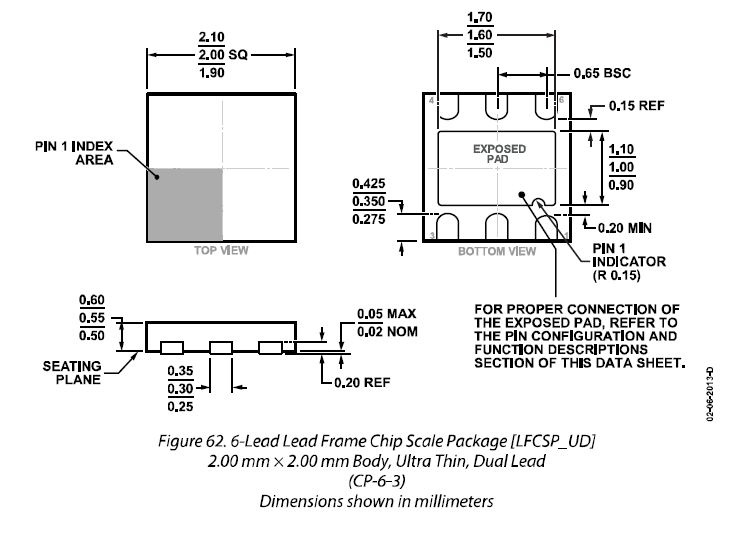 2.10
2.00 SQ
1.90
1.70
1.60
1.50
0.65 BSC
0.15 REF
PIN 1 INDEX
AREA
4
6
EXPOSED
PAD
1.10
1.00
0.90
0.425
0.350
0.275
3
1
0.20 MIN
TOP VIEW
BOTTOM VIEW
PIN 1
INDICATOR
(R 0.15)
0.60
0.55
0.50
SEATING
PLANE
0.05 MAX
0.02 NOM
0.35
0.30
0.25
0.20 REF
FOR PROPER CONNECTION OF
THE EXPOSED PAD, REFER TO
THE PIN CONFIGURATION AND
FUNCTION DESCRIPTIONS
SECTION OF THIS DATA SHEET.
02-06-2013-D
Figure 62. 6-Lead Lead Frame Chip Scale Package [LFCSP_UD]
2.00 mm × 2.00 mm Body, Ultra Thin, Dual Lead
(CP-6-3)
Dimensions shown in millimeters